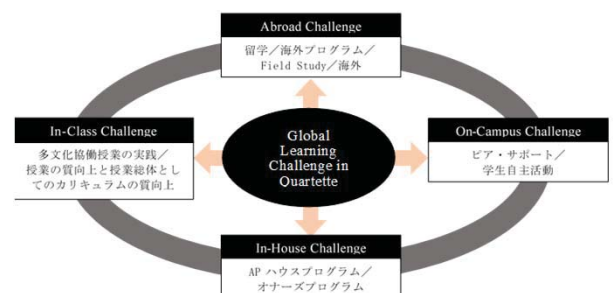 Abroad Challenge
留学／海外プログラム／
Field Study／海外
In-Class Challenge
多文化協働授業の実践／
授業の質向上と授業総体とし
てのカリキュラムの質向上
Global
Learning
Challenge in
Quartette
On-Campus Challenge
ピア・サポート／
学生自主活動
In-House Challenge
AP ハウスプログラム／
オナーズプログラム